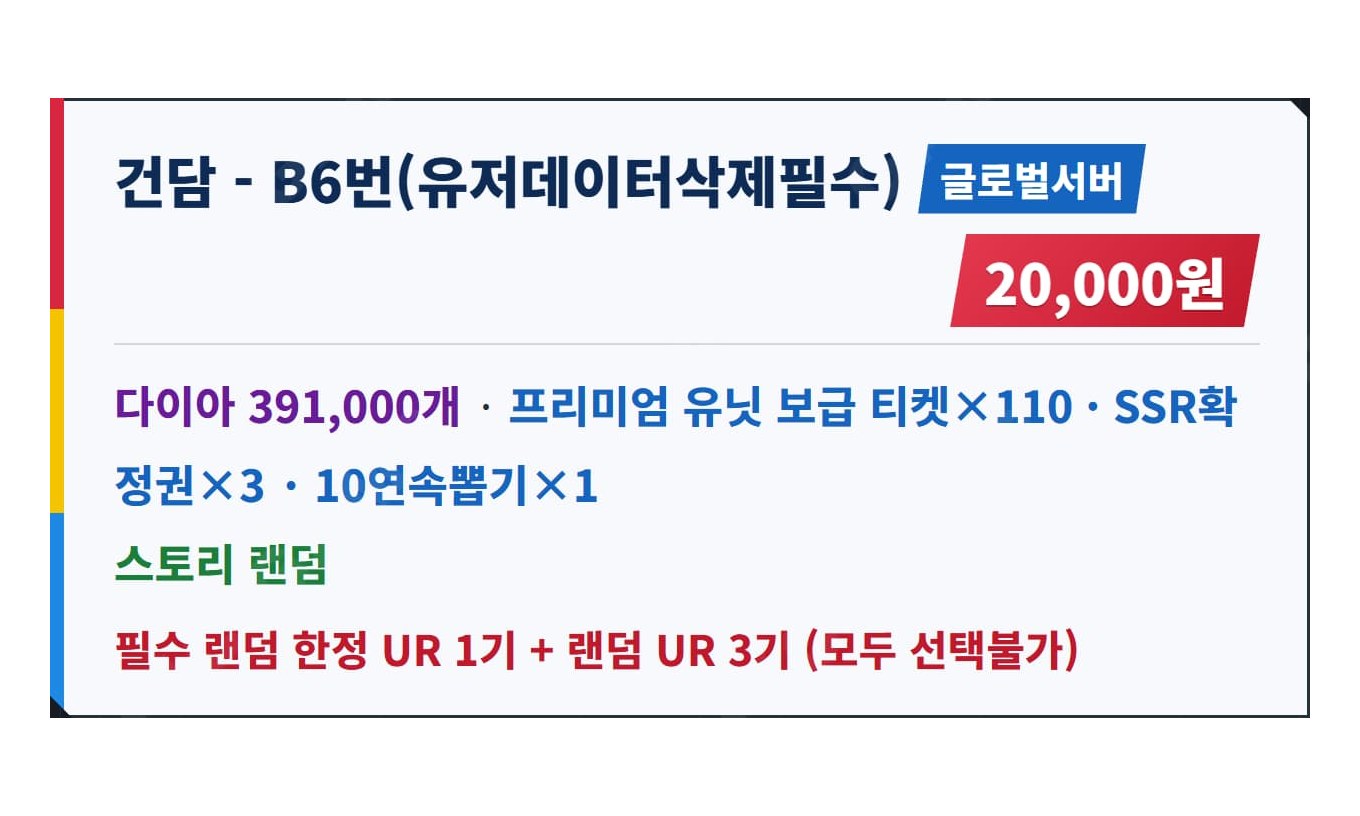 건담 - B6번(유저데이터삭제필수) 글로벌서버
20,000원
다이아 391,000개 · 프리미엄 유닛 보급 티켓×110 · SSR확
정권×3 · 10연속뽑기×1
스토리 랜덤
필수 랜덤 한정 UR 1기 + 랜덤 UR 3기 (모두 선택불가)